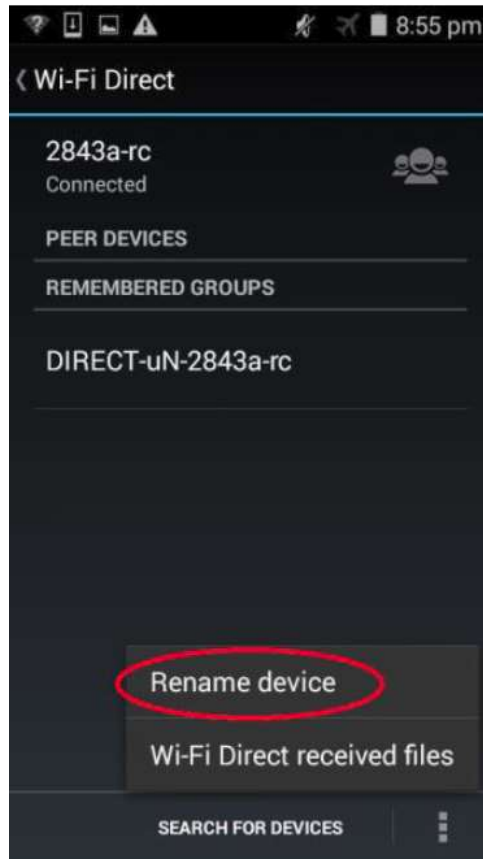 8:55 pm
Wi-Fi Direct
2843a-rc
Connected
PEER DEVICES
REMEMBERED GROUPS
DIRECT-uN-2843a-rc
Rename device
Wi-Fi Direct received files
SEARCH FOR DEVICES